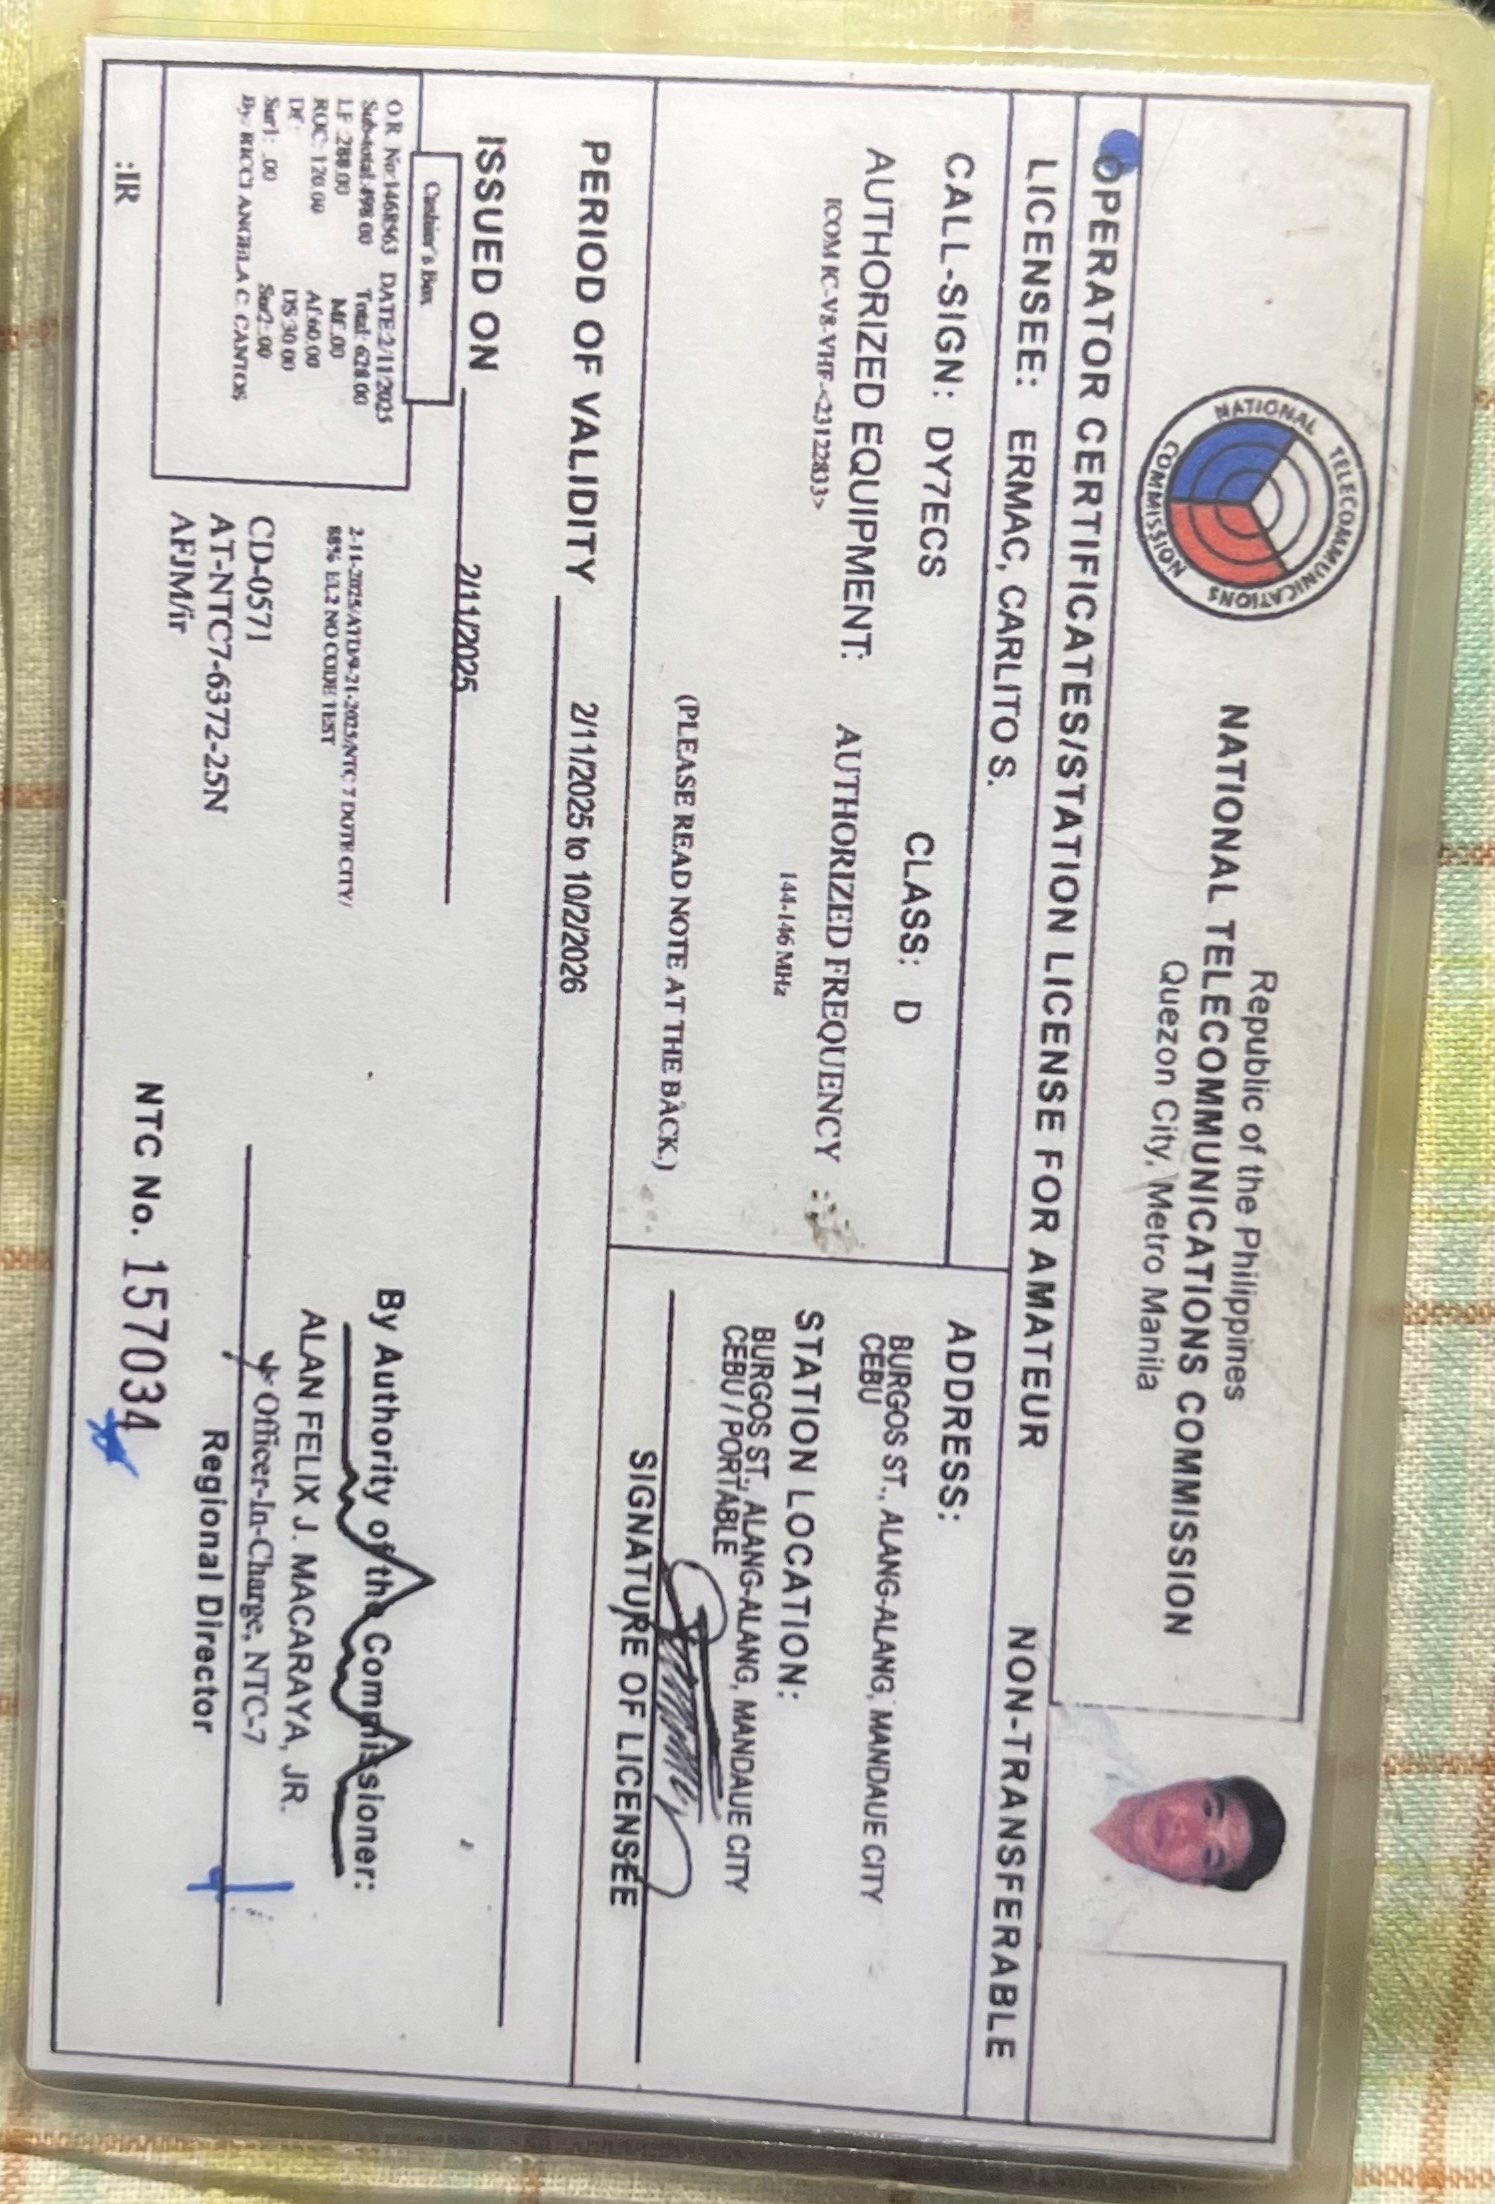 NATIONAL TELECOMMUNICATIONS COMMISSION
Republic of the Philippines
NATIONAL TELECOMMUNICATIONS COMMISSION
Quezon City, Metro Manila
OPERATOR CERTIFICATES/STATION LICENSE FOR AMATEUR
NON-TRANSFERABLE
LICENSEE: ERMAC, CARLITO S.
CALL-SIGN: DY7ECS CLASS: D
AUTHORIZED EQUIPMENT: AUTHORIZED FREQUENCY :
ICOM IC-V8-VHF-<23122833>
144-146 MHz
(PLEASE READ NOTE AT THE BACK.)
ADDRESS:
BURGOS ST., ALANG-ALANG, MANDAUE CITY
CEBU
STATION LOCATION:
BURGOS ST., ALANG-ALANG, MANDAUE CITY
CEBU / PORTABLE
SIGNATURE OF LICENSEE
PERIOD OF VALIDITY 2/11/2025 to 10/2/2026
ISSUED ON 2/11/2025
Cashier's Box
O R No:1468963 DATE:2/11/2025
Sub-total:498.00 Total: 628.00
LF :288.00 MF:.00
ROC: 120.00 AF:60.00
DF: DS:30.00
Sur1: .00 Sur2:.00
By: RICCI ANGELA C. CANTOS
:IR
2-11-2025/ATD/9-21-2023/NTC 7 DOTR CITY/
88% EL2 NO CODE TEST
CD-0571
AT-NTC7-6372-25N
AFJM/ir
By Authority of the Commissioner:
ALAN FELIX J. MACARAYA, JR.
Officer-In-Charge, NTC-7
Regional Director
NTC No. 157034